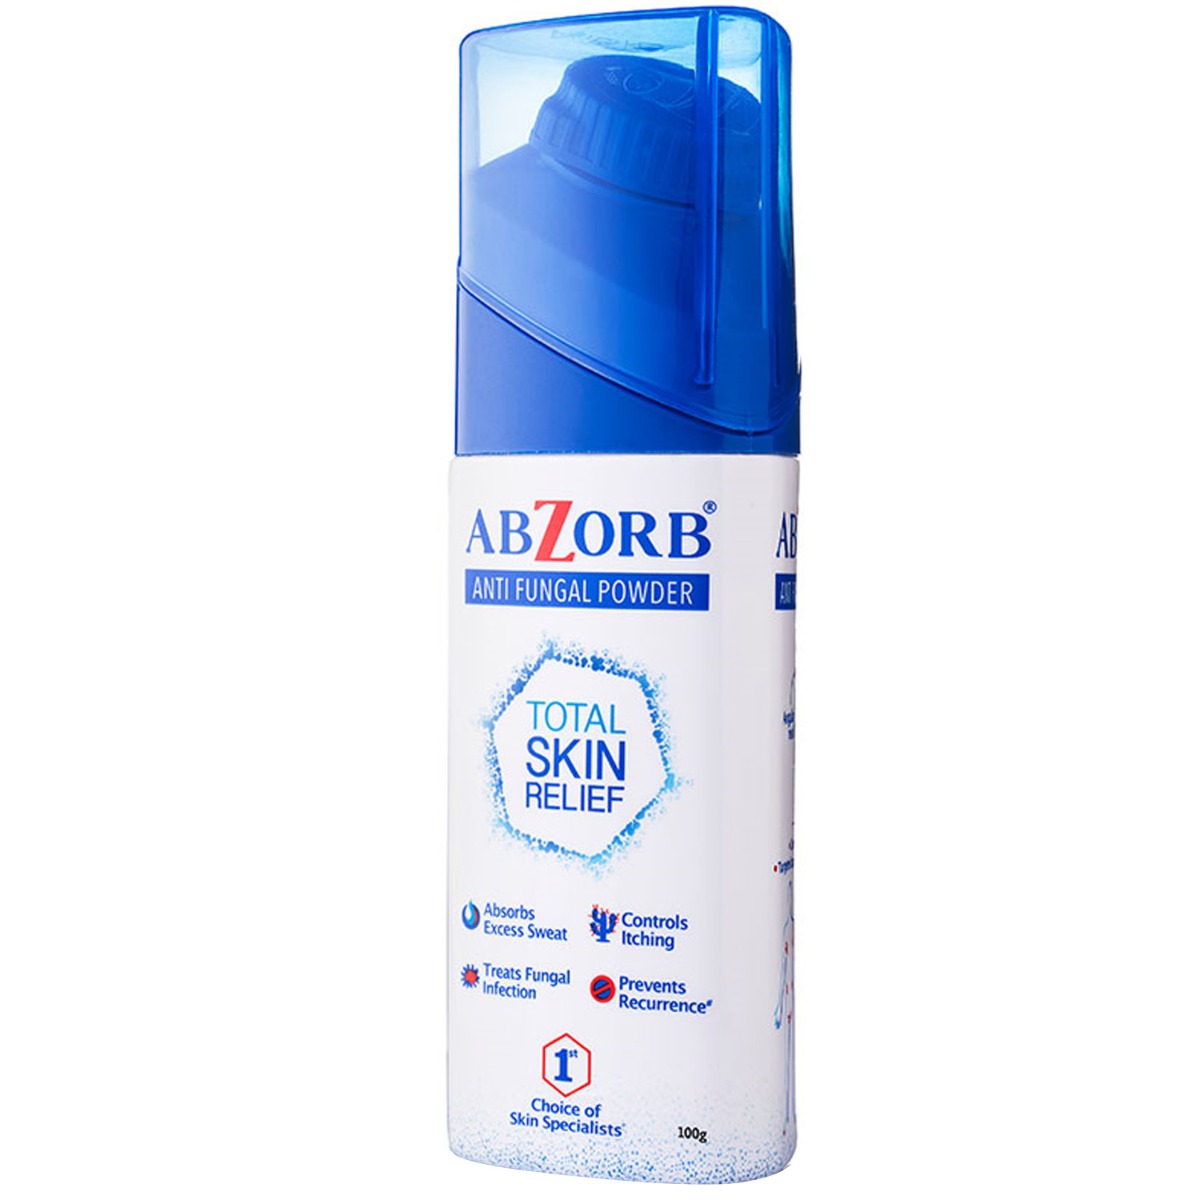 ABZORB®
ANTI FUNGAL POWDER
TOTAL
SKIN
RELIEF
Absorbs
Excess Sweat
Controls
Itching
Treats Fungal
Infection
Prevents
Recurrence#
1st
Choice of
Skin Specialists
100g
AB